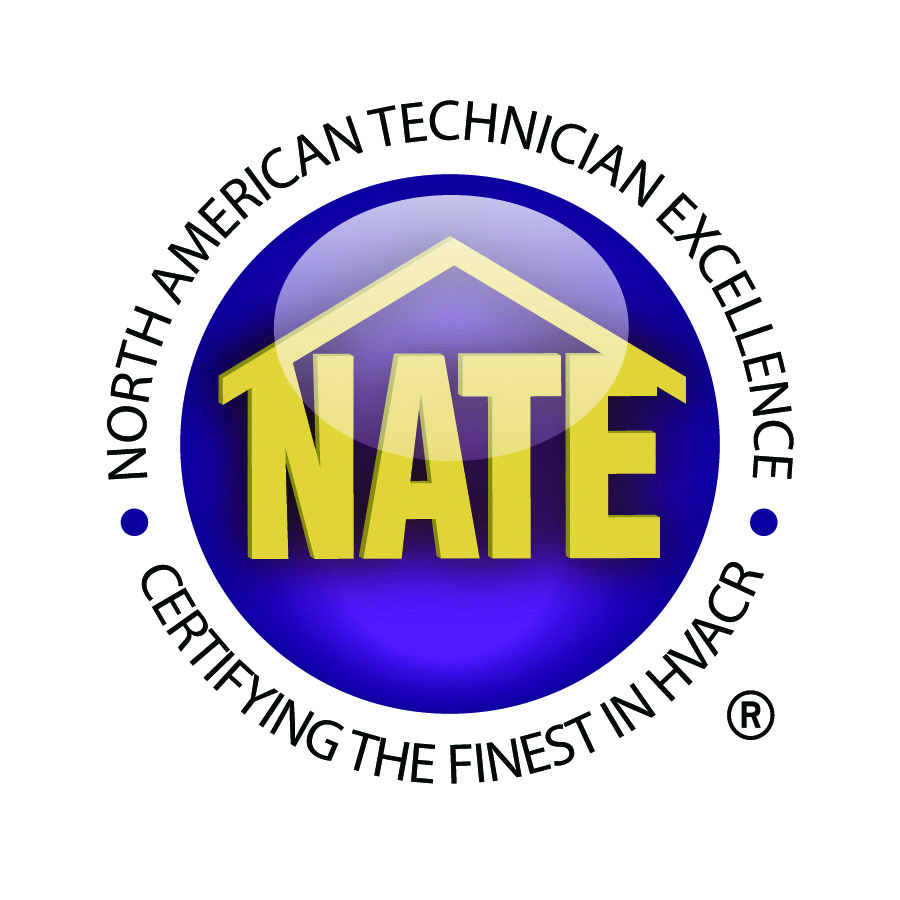 NORTH AMERICAN TECHNICIAN EXCELLENCE
NATE
CERTIFYING THE FINEST IN HVACR
®